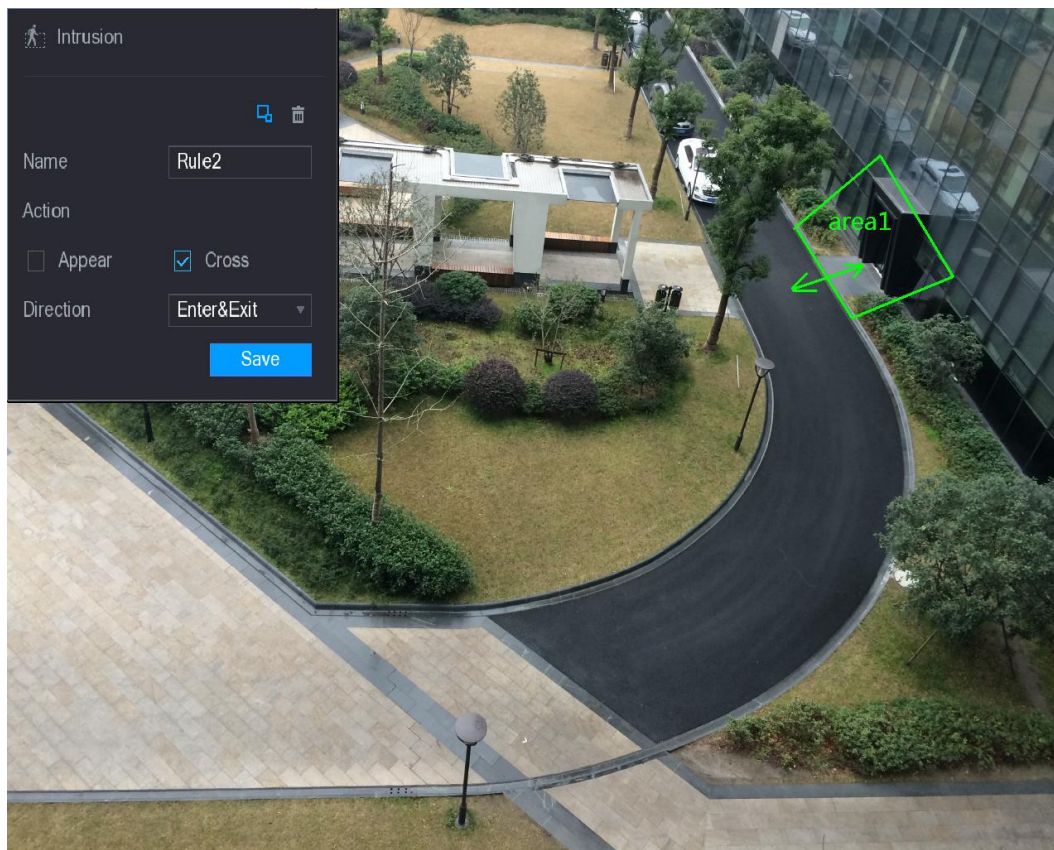 Intrusion
Name Rule2
Action
Appear Cross
Direction Enter&Exit
Save
area1